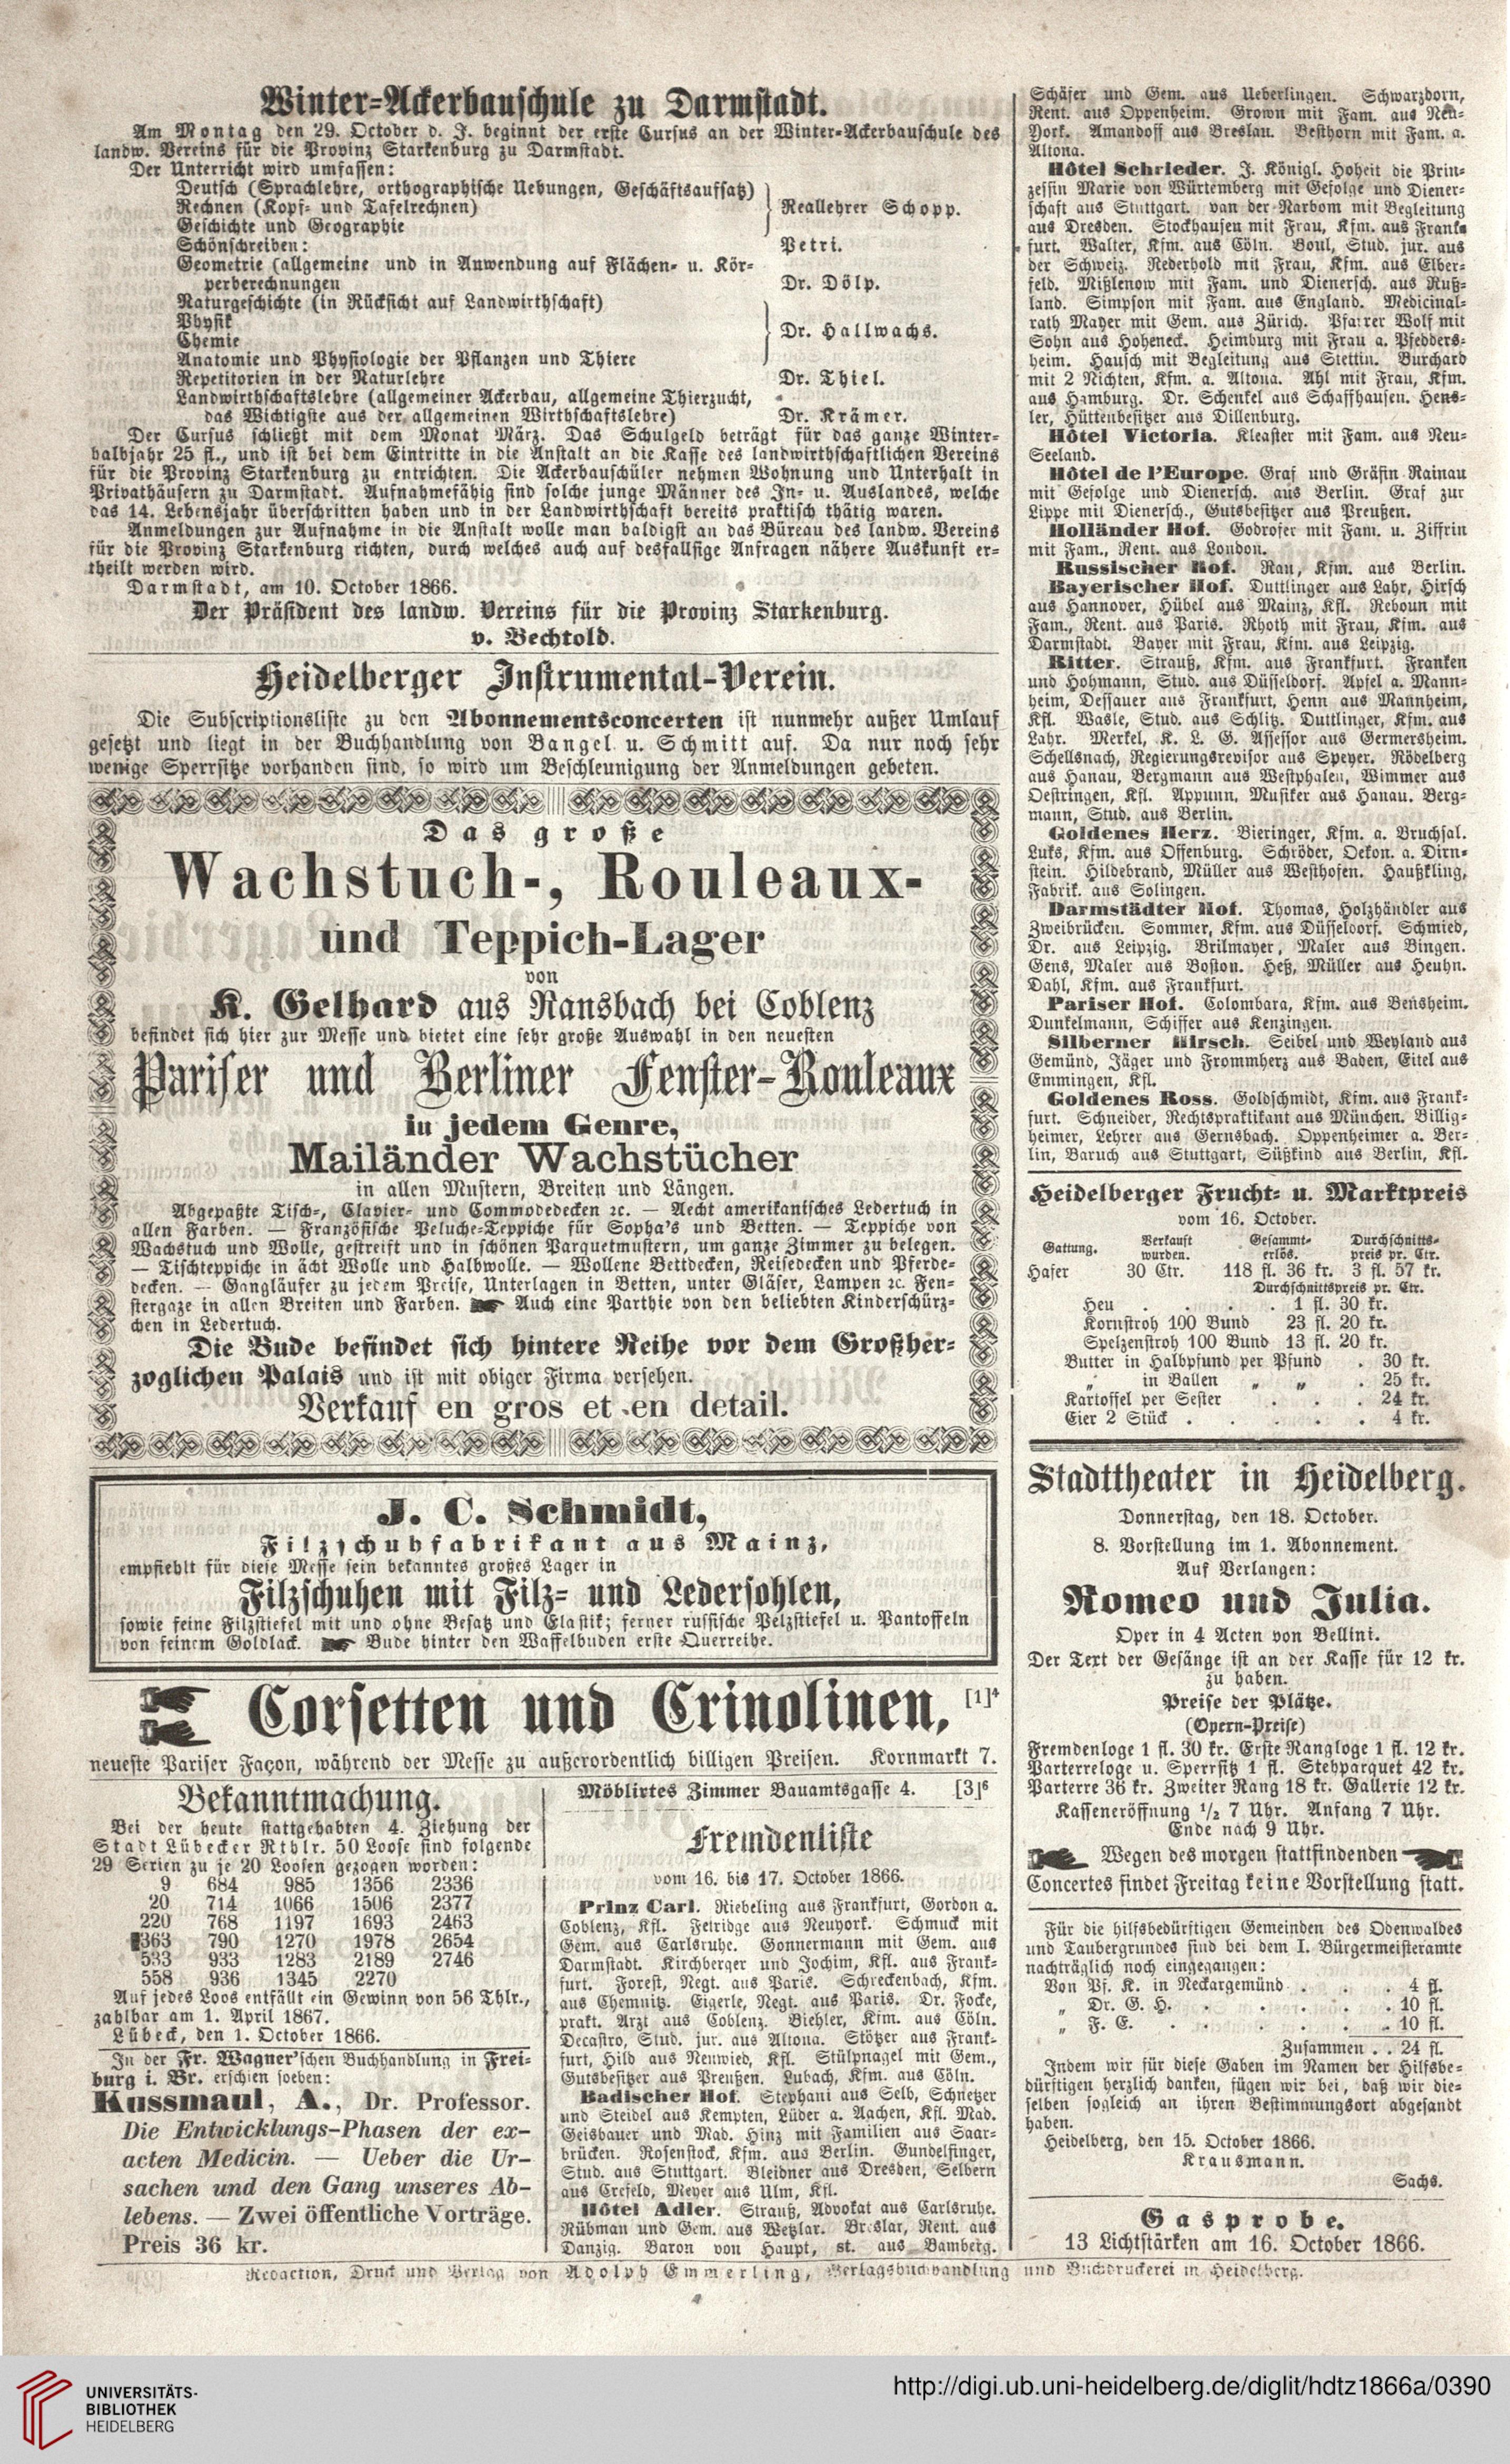 Winter-Ackerbauschule zu Darmstadt.
Am Montag den 29. October d. J. beginnt der erste Cursus an der Winter-Ackerbauschule des
landw. Vereins für die Provinz Starkenburg zu Darmstadt.
Der Unterricht wird umfassen:
Deutsch (Sprachlehre, orthographische Uebungen, Geschäftsaufsatz)
Rechnen (Kopf- und Tafelrechnen)
Reallehrer Schopp.
Geschichte und Geographie
Schönschreiben:
Petri.
Geometrie (allgemeine und in Anwendung auf Flächen- u. Kör-
perberechnungen
Dr. Dölp.
Naturgeschichte (in Rücksicht auf Landwirthschaft)
Physik
Chemie
Dr. Hallwachs.
Anatomie und Physiologie der Pflanzen und Thiere
Repetitorien in der Naturlehre
Dr. Thiel.
Landwirthschaftslehre (allgemeiner Ackerbau, allgemeine Thierzucht,
das Wichtigste aus der allgemeinen Wirthschaftslehre)
Dr. Krämer.
Der Cursus schließt mit dem Monat März. Das Schulgeld beträgt für das ganze Winter-
halbjahr 25 fl., und ist bei dem Eintritte in die Anstalt an die Kasse des landwirthschaftlichen Vereins
für die Provinz Starkenburg zu entrichten. Die Ackerbauschüler nehmen Wohnung und Unterhalt in
Privathäusern zu Darmstadt. Aufnahmefähig sind solche junge Männer des In- u. Auslandes, welche
das 14. Lebensjahr überschritten haben und in der Landwirthschaft bereits praktisch thätig waren.
Anmeldungen zur Aufnahme in die Anstalt wolle man baldigst an das Büreau des landw. Vereins
für die Provinz Starkenburg richten, durch welches auch auf desfallsige Anfragen nähere Auskunft er-
theilt werden wird.
Darmstadt, am 10. October 1866.
Der Präsident des landw. Vereins für die Provinz Starkenburg.
v. Bechtold.
Heidelberger Instrumental-Verein.
Die Subscriptionsliste zu den Abonnementsconcerten ist nunmehr außer Umlauf
gesetzt und liegt in der Buchhandlung von Bangel u. Schmitt auf. Da nur noch sehr
wenige Sperrsitze vorhanden sind, so wird um Beschleunigung der Anmeldungen gebeten.
Das große
Wachstuch-, Rouleaux-
und Teppich-Lager
von
K. Gelhard aus Ransbach bei Coblenz
befindet sich hier zur Messe und bietet eine sehr große Auswahl in den neuesten
Pariser und Berliner Fenster-Rouleaux
in jedem Genre,
Mailänder Wachstücher
in allen Mustern, Breiten und Längen.
Abgepaßte Tisch-, Clavier- und Commodedecken ꝛc. — Aecht amerikanisches Ledertuch in
allen Farben. — Französische Peluche-Teppiche für Sopha's und Betten. — Teppiche von
Wachstuch und Wolle, gestreift und in schönen Parquetmustern, um ganze Zimmer zu belegen.
— Tischteppiche in ächt Wolle und Halbwolle. — Wollene Bettdecken, Reisedecken und Pferde-
decken. — Gangläufer zu jedem Preise, Unterlagen in Betten, unter Gläser, Lampen ꝛc. Fen-
stergaze in allen Breiten und Farben. ☛ Auch eine Parthie von den beliebten Kinderschürz-
chen in Ledertuch.
Die Bude befindet sich hintere Reihe vor dem Großher-
zoglichen Palais und ist mit obiger Firma versehen.
Verkauf en gros et en detail.
J. C. Schmidt,
Filzschuhfabrikant aus Mainz,
empfiehlt für diese Messe sein bekanntes großes Lager in
Filzschuhen mit Filz- und Ledersohlen,
sowie feine Filzstiefel mit und ohne Besatz und Elastik; ferner russische Pelzstiefel u. Pantoffeln
von feinem Goldlack. ☛ Bude hinter den Waffelbuden erste Querreihe.
Corsetten und Crinolinen, [1]4
neueste Pariser Façon, während der Messe zu außerordentlich billigen Preisen. Kornmarkt 7.
Bekanntmachung.
Bei der heute stattgehabten 4. Ziehung der
Stadt Lübecker Rthlr. 50 Loose sind folgende
29 Serien zu je 20 Loosen gezogen worden:
9 684 985 1356 2336
20 714 1066 1506 2377
220 768 1197 1693 2463
363 790 1270 1978 2654
533 933 1283 2189 2746
558 936 1345 2270
Auf jedes Loos entfällt ein Gewinn von 56 Thlr.,
zahlbar am 1. April 1867.
Lübeck, den 1. October 1866.
In der Fr. Wagner'schen Buchhandlung in Frei-
burg i. Br. erschien soeben:
Kussmaul, A., Dr. Professor.
Die Entwicklungs-Phasen der ex-
acten Medicin. — Ueber die Ur-
sachen und den Gang unseres Ab-
lebens. — Zwei öffentliche Vorträge.
Preis 36 kr.
Möblirtes Zimmer Bauamtsgasse 4. [3]6
Fremdenliste
vom 16. bis 17. October 1866.
Prinz Carl. Riebeling aus Frankfurt, Gordon a.
Coblenz, Kfl. Fetridge aus Neuyork. Schmuck mit
Gem. aus Carlsruhe. Gonnermann mit Gem. aus
Darmstadt. Kirchberger und Jochim, Kfl. aus Frank-
furt. Forest, Negt. aus Paris. Schreckenbach, Kfm.
aus Chemnitz. Eigerle, Negt. aus Paris. Dr. Focke,
prakt. Arzt aus Coblenz. Biehler, Kfm. aus Cöln.
Decastro, Stud. jur. aus Altona. Stötzer aus Frank-
furt, Hild aus Neuwied, Kfl. Stülpnagel mit Gem.,
Gutsbesitzer aus Preußen. Lubach, Kfm. aus Cöln.
Badischer Hof. Stephani aus Selb, Schnetzer
und Steidel aus Kempten, Lüder a. Aachen, Kfl. Mad.
Geisbauer und Mad. Hinz mit Familien aus Saar-
brücken. Rosenstock, Kfm. aus Berlin. Gundelfinger,
Stud. aus Stuttgart. Bleidner aus Dresden, Selbern
aus Crefeld, Meyer aus Ulm, Kfl.
Hôtel Adler. Strauß, Advokat aus Carlsruhe.
Rübman und Gem. aus Wetzlar. Breslar, Rent. aus
Danzig. Baron von Haupt, st. aus Bamberg.
Schäfer und Gem. aus Ueberlingen. Schwarzdorn,
Rent. aus Oppenheim. Grown mit Fam. aus Neu-
York. Amandoff aus Breslau. Besthorn mit Fam. a.
Altona.
Hôtel Schrieder. J. Königl. Hoheit die Prin-
zessin Marie von Würtemberg mit Gefolge und Diener-
schaft aus Stuttgart. van der Narbom mit Begleitung
aus Dresden. Stockhausen mit Frau, Kfm. aus Frank-
furt. Walter, Kfm. aus Cöln. Boul, Stud. jur. aus
der Schweiz. Rederhold mit Frau, Kfm. aus Elber-
feld. Mißlenow mit Fam. und Dienersch. aus Ruß-
land. Simpson mit Fam. aus England. Medicinal-
rath Mayer mit Gem. aus Zürich. Pfarrer Wolf mit
Sohn aus Hoheneck. Heimburg mit Frau a. Pfedders-
heim. Hausch mit Begleitung aus Stettin. Burchard
mit 2 Nichten, Kfm. a. Altona. Ahl mit Frau, Kfm.
aus Hamburg. Dr. Schenkel aus Schaffhausen. Hens-
ler, Hüttenbesitzer aus Dillenburg.
Hôtel Victoria. Kleaster mit Fam. aus Neu-
Seeland.
Hôtel de l'Europe. Graf und Gräfin Rainau
mit Gefolge und Dienersch. aus Berlin. Graf zur
Lippe mit Dienersch., Gutsbesitzer aus Preußen.
Holländer Hof. Godrofer mit Fam. u. Ziffrin
mit Fam., Rent. aus London.
Russischer Hof. Rau, Kfm. aus Berlin.
Bayerischer Hof. Duttlinger aus Lahr, Hirsch
aus Hannover, Hübel aus Mainz, Kfl. Reboun mit
Fam., Rent. aus Paris. Rhoth mit Frau, Kfm. aus
Darmstadt. Bayer mit Frau, Kfm. aus Leipzig.
Ritter. Strauß, Kfm. aus Frankfurt. Franken
und Hohmann, Stud. aus Düsseldorf. Apfel a. Mann-
heim, Dessauer aus Frankfurt, Henn aus Mannheim,
Kfl. Wasle, Stud. aus Schlitz. Duttlinger, Kfm. aus
Lahr. Merkel, K. L. G. Assessor aus Germersheim.
Schellsnach, Regierungsrevisor aus Speyer. Rödelberg
aus Hanau, Bergmann aus Westphalen, Wimmer aus
Oestringen, Kfl. Appunn, Musiker aus Hanau. Berg-
mann, Stud. aus Berlin.
Goldenes Herz. Bieringer, Kfm. a. Bruchsal.
Luks, Kfm. aus Offenburg. Schröder, Oekon. a. Dirn-
stein. Hildebrand, Müller aus Westhofen. Haußkling,
Fabrik. aus Solingen.
Darmstädter Hof. Thomas, Holzhändler aus
Zweibrücken. Sommer, Kfm. aus Düsseldorf. Schmied,
Dr. aus Leipzig. Brilmayer, Maler aus Bingen.
Gens, Maler aus Boston. Heß, Müller aus Heuhn.
Dahl, Kfm. aus Frankfurt.
Pariser Hof. Colombara, Kfm. aus Bensheim.
Dunkelmann, Schiffer aus Kenzingen.
Silberner Hirsch. Seibel und Weyland aus
Gemünd, Jäger und Frommherz aus Baden, Eitel aus
Emmingen, Kfl.
Goldenes Ross. Goldschmidt, Kfm. aus Frank-
furt. Schneider, Rechtspraktikant aus München. Billig-
heimer, Lehrer aus Gernsbach. Oppenheimer a. Ber-
lin, Baruch aus Stuttgart, Süßkind aus Berlin, Kfl.
Heidelberger Frucht- u. Marktpreis
vom 16. October.
Gattung. Verkauft wurden. Gesammt-erlös. Durchschnitts-preis pr. Ctr.
Hafer 30 Ctr. 118 fl. 36 kr. 3 fl. 57 kr.
Durchschnittspreis pr. Ctr.
Heu . . . . 1 fl. 30 kr.
Kornstroh 100 Bund 23 fl. 20 kr.
Spelzenstroh 100 Bund 13 fl. 20 kr.
Butter in Halbpfund per Pfund . 30 kr.
„ in Ballen „ „ . 25 kr.
Kartoffel per Sester . . . 24 kr.
Eier 2 Stück . . . . . 4 kr.
Stadttheater in Heidelberg.
Donnerstag, den 18. October.
8. Vorstellung im 1. Abonnement.
Auf Verlangen:
Romeo und Julia.
Oper in 4 Acten von Bellini.
Der Text der Gesänge ist an der Kasse für 12 kr.
zu haben.
Preise der Plätze.
(Opern-Preise)
Fremdenloge 1 fl. 30 kr. Erste Rangloge 1 fl. 12 kr.
Parterreloge u. Sperrsitz 1 fl. Stehparquet 42 kr.
Parterre 36 kr. Zweiter Rang 18 kr. Gallerie 12 kr.
Kasseneröffnung 1/2 7 Uhr. Anfang 7 Uhr.
Ende nach 9 Uhr.
Wegen des morgen stattfindenden
Concertes findet Freitag keine Vorstellung statt.
Für die hilfsbedürftigen Gemeinden des Odenwaldes
und Taubergrundes sind bei dem I. Bürgermeisteramte
nachträglich noch eingegangen:
Von Pf. K. in Neckargemünd . . . 4 fl.
„ Dr. G. H. . . . . . 10 fl.
„ F. E. . . . . . . 10 fl.
Zusammen . . 24 fl.
Indem wir für diese Gaben im Namen der Hilfsbe-
dürftigen herzlich danken, fügen wir bei, daß wir die-
selben sogleich an ihren Bestimmungsort abgesandt
haben.
Heidelberg, den 15. October 1866.
Krausmann.
Sachs.
Gasprobe.
13 Lichtstärken am 16. October 1866.
Redaction, Druck und Verlag von Adolph Emmerling, Verlagsbuchhandlung und Buchdruckerei in Heidelberg.
UNIVERSITÄTS-
BIBLIOTHEK
HEIDELBERG
http://digi.ub.uni-heidelberg.de/diglit/hdtz1866a/0390